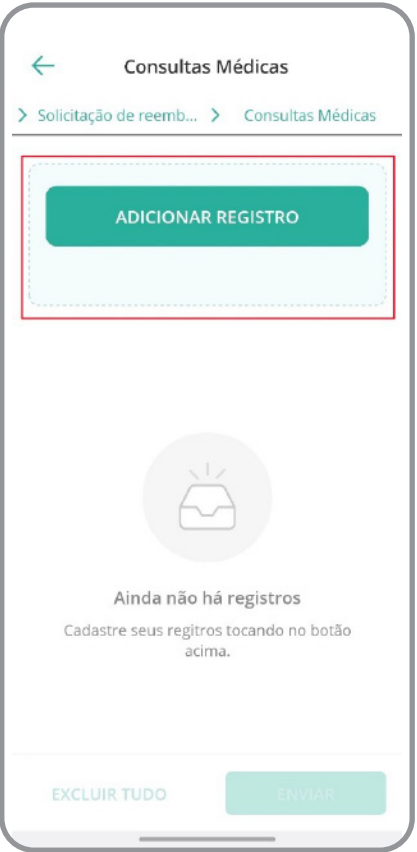 Consultas Médicas
Solicitação de reemb... Consultas Médicas
ADICIONAR REGISTRO
Ainda não há registros
Cadastre seus regitros tocando no botão
acima.
EXCLUIR TUDO ENVIAR